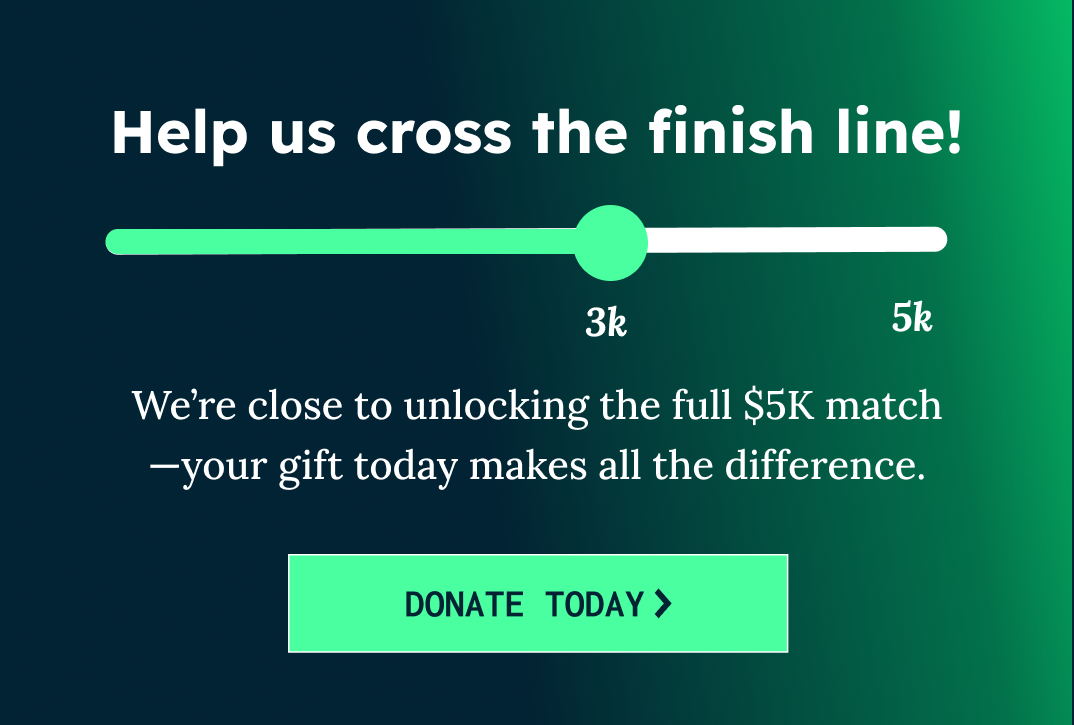 Help us cross the finish line!
3k
5k
We’re close to unlocking the full $5K match
—your gift today makes all the difference.
DONATE TODAY